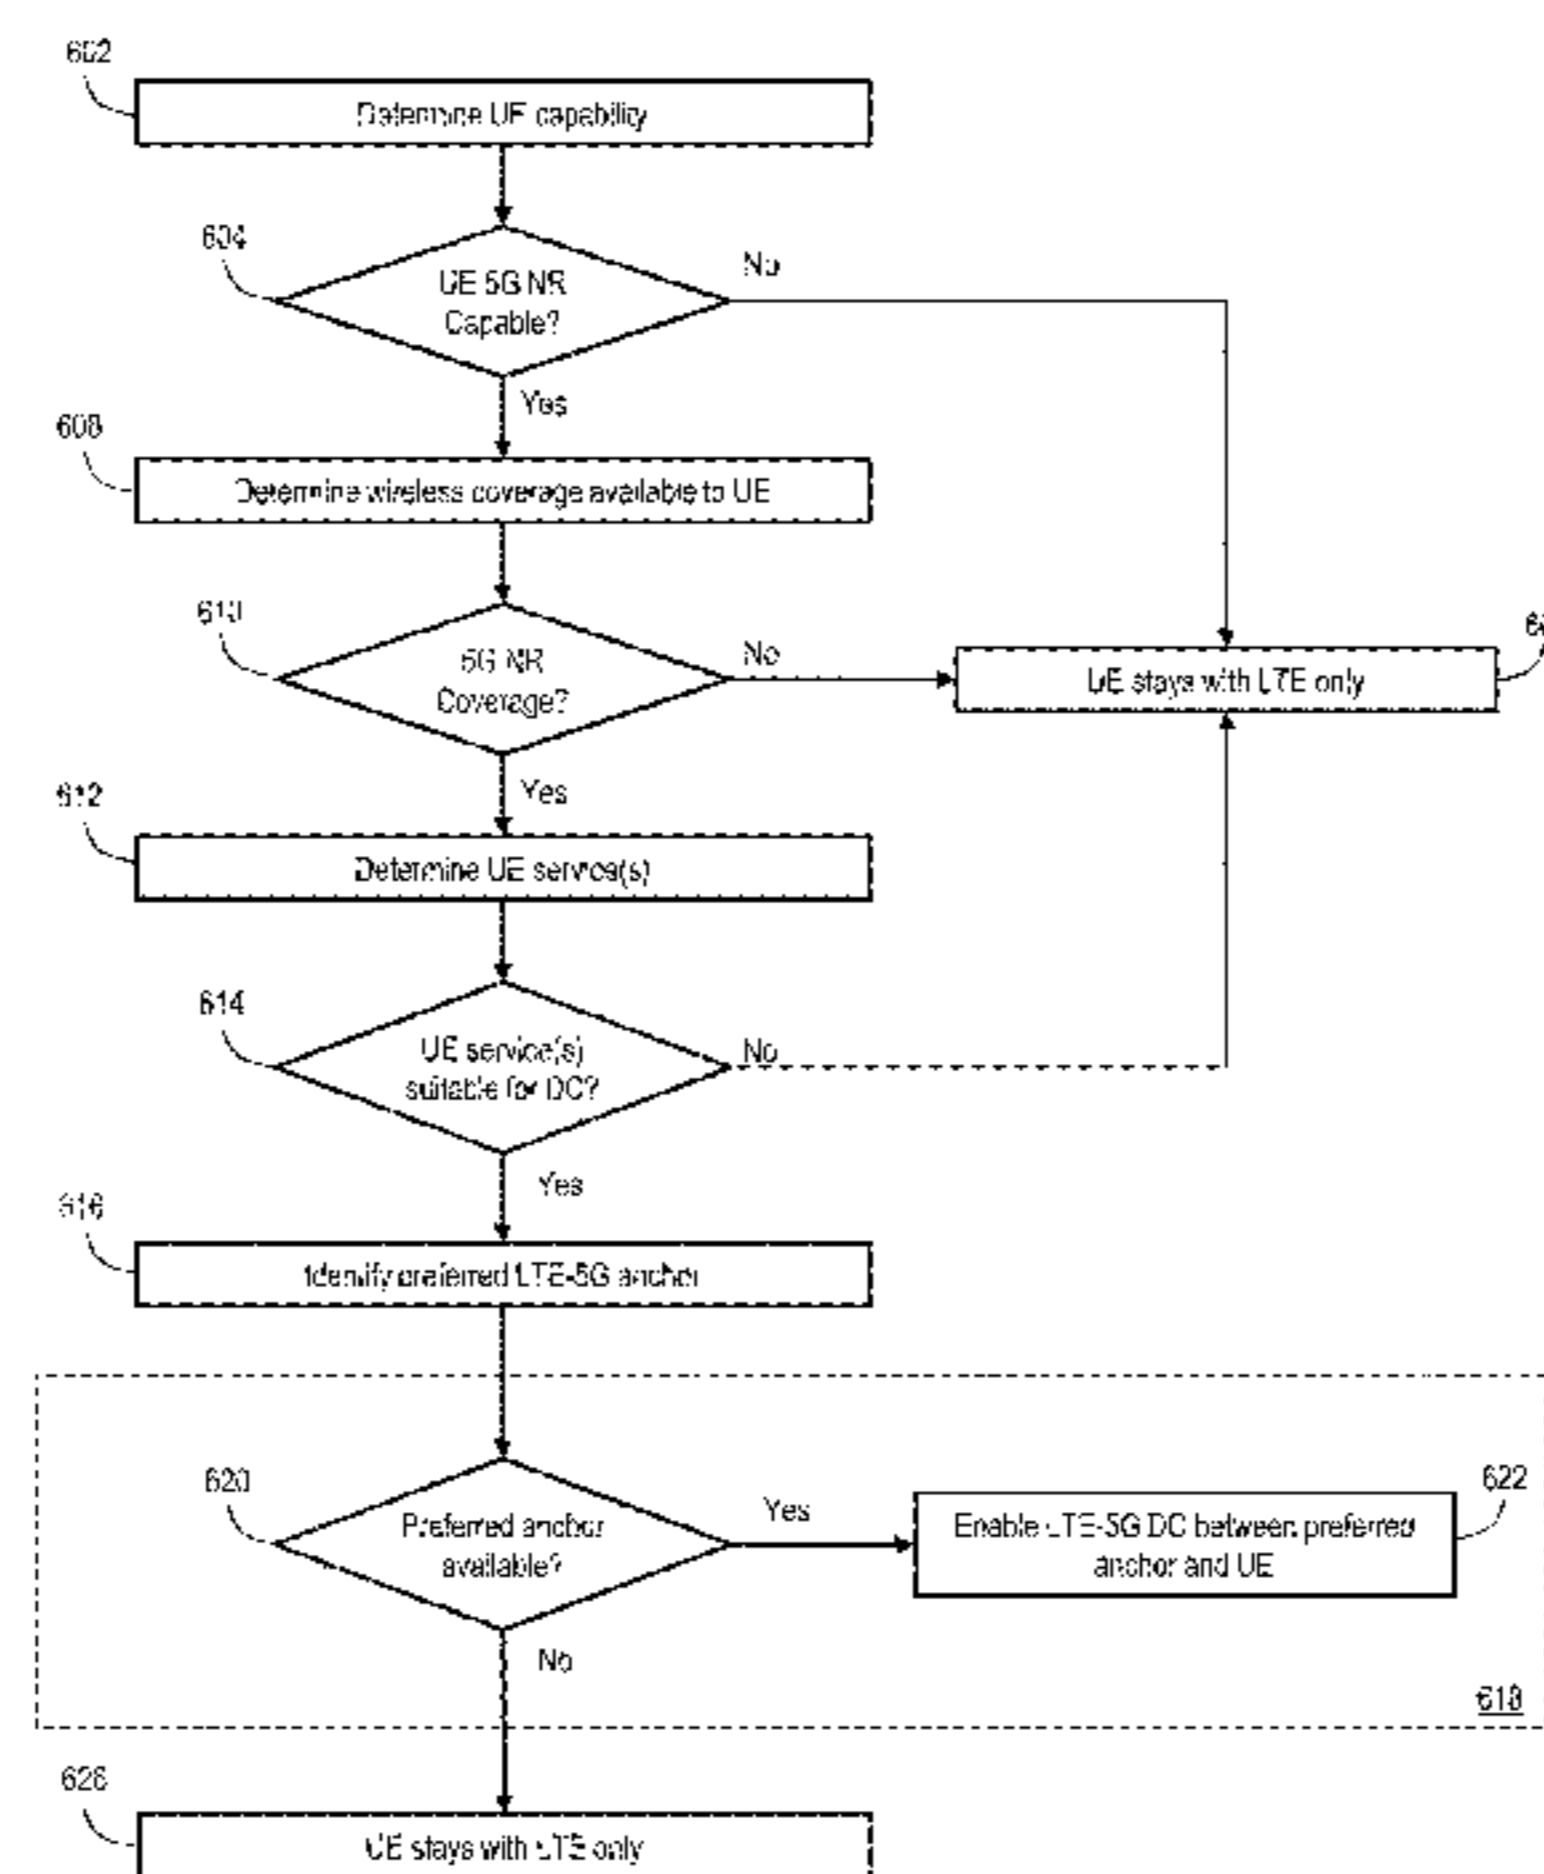 602
Determine UE capability
604
UE 5G NR
Capable?
No
Yes
608
Determine wireless coverage available to UE
610
5G NR
Coverage?
No
UE stays with LTE only
Yes
612
Determine UE service(s)
614
UE service(s)
suitable for DC?
No
Yes
616
Identify preferred LTE-5G anchor
620
Preferred anchor
available?
Yes
Enable LTE-5G DC between preferred
anchor and UE
622
No
618
628
UE stays with LTE only